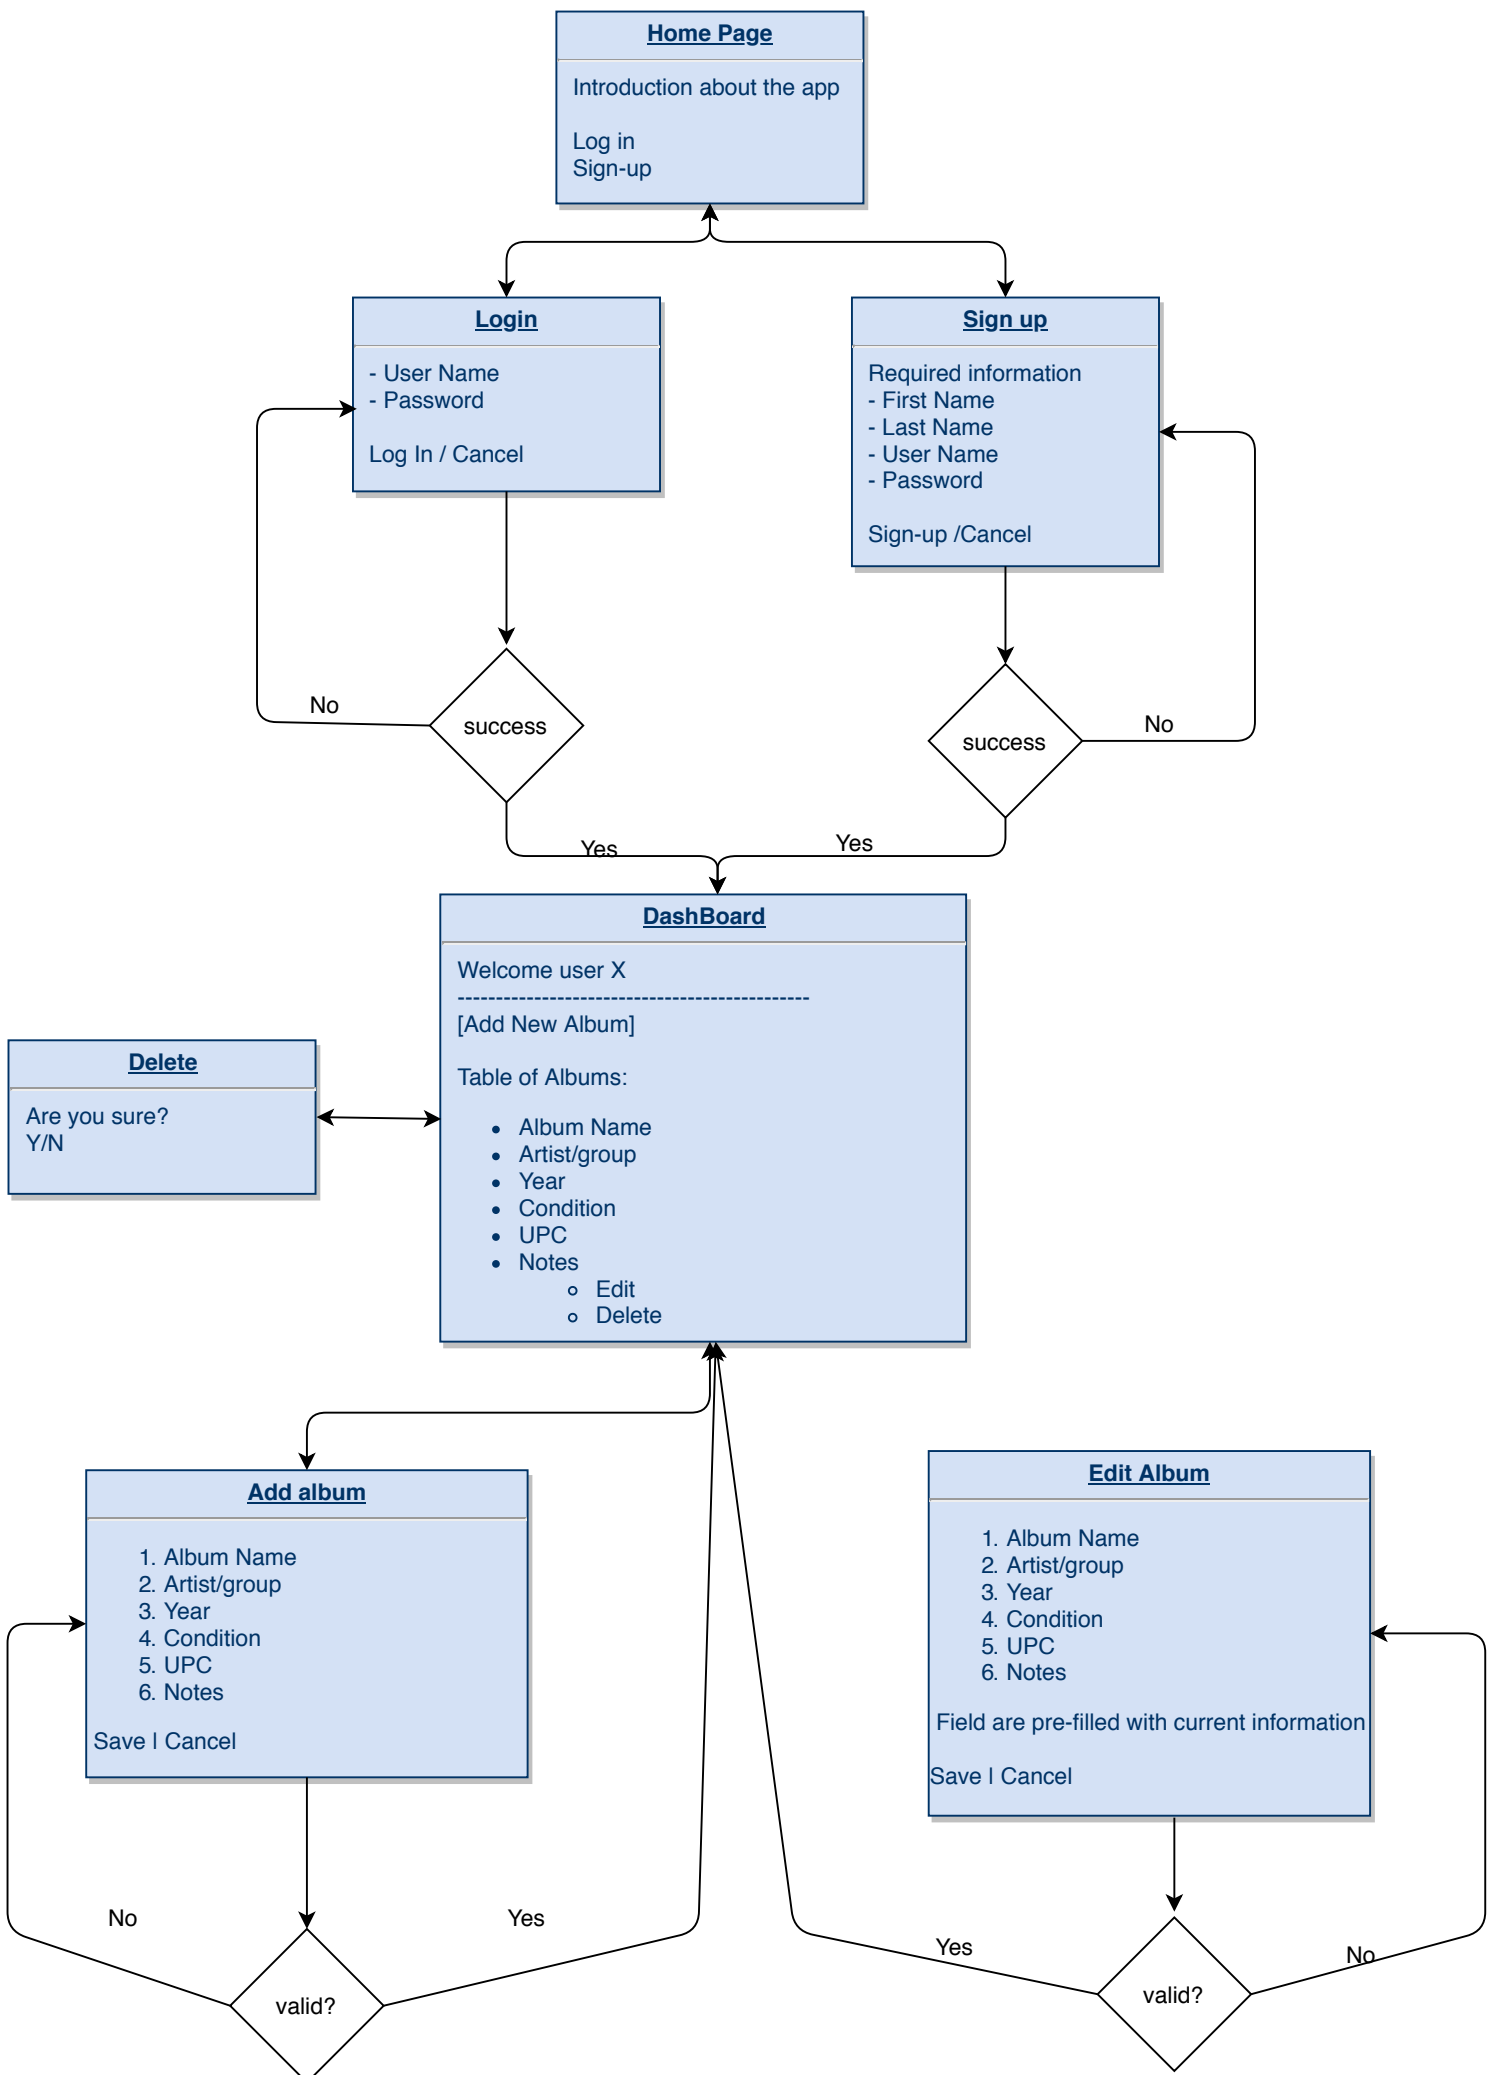 Home Page
Introduction about the app
Log in
Sign-up
Login
- User Name
- Password
Log In / Cancel
Sign up
Required information
- First Name
- Last Name
- User Name
- Password
Sign-up /Cancel
No
success
success
No
Yes
Yes
DashBoard
Welcome user X
----------------------------------------------
[Add New Album]
Table of Albums:
• Album Name
• Artist/group
• Year
• Condition
• UPC
• Notes
○ Edit
○ Delete
Delete
Are you sure?
Y/N
Add album
1. Album Name
2. Artist/group
3. Year
4. Condition
5. UPC
6. Notes
Save | Cancel
Edit Album
1. Album Name
2. Artist/group
3. Year
4. Condition
5. UPC
6. Notes
Field are pre-filled with current information
Save | Cancel
No
Yes
valid?
Yes
No
valid?